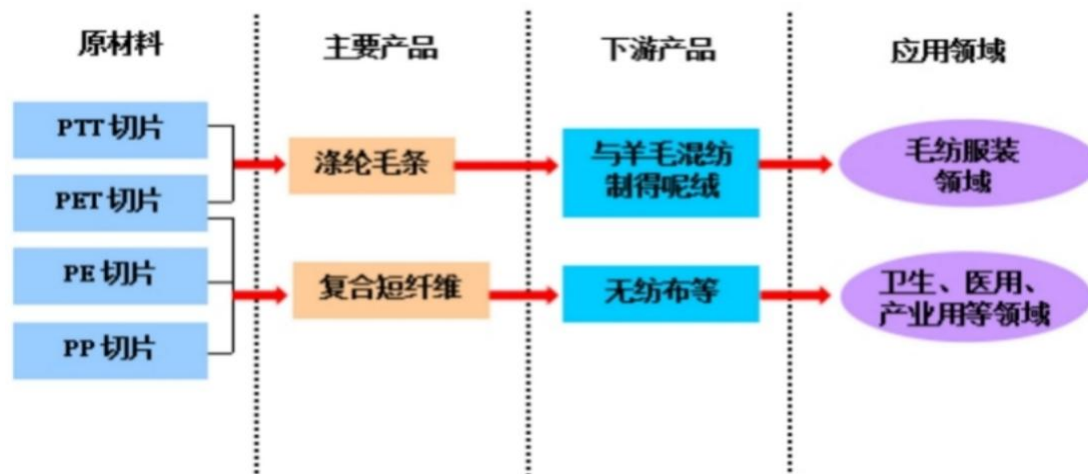 原材料
主要产品
下游产品
应用领域
PTT 切片
PET 切片
PE 切片
PP 切片
涤纶毛条
复合短纤维
与羊毛混纺
制得呢绒
无纺布等
毛纺服装
领域
卫生、医用、
产业用等领域